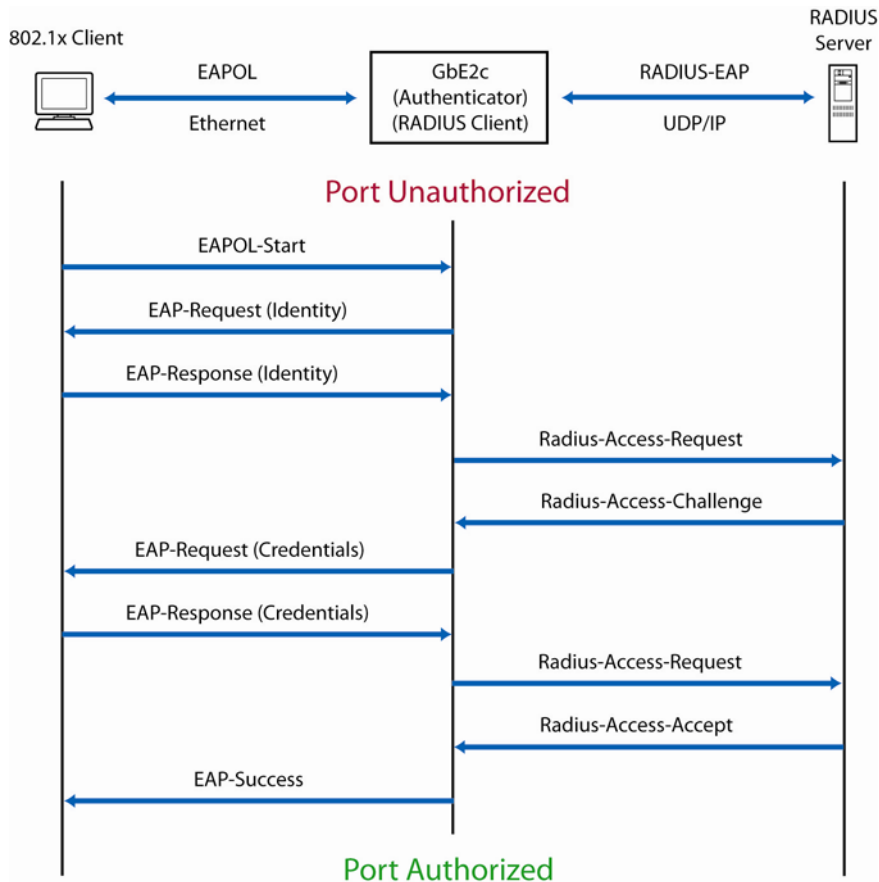 802.1x Client
EAPOL
Ethernet
GbE2c
(Authenticator)
(RADIUS Client)
RADIUS-EAP
UDP/IP
RADIUS
Server
Port Unauthorized
EAPOL-Start
EAP-Request (Identity)
EAP-Response (Identity)
Radius-Access-Request
Radius-Access-Challenge
EAP-Request (Credentials)
EAP-Response (Credentials)
Radius-Access-Request
Radius-Access-Accept
EAP-Success
Port Authorized